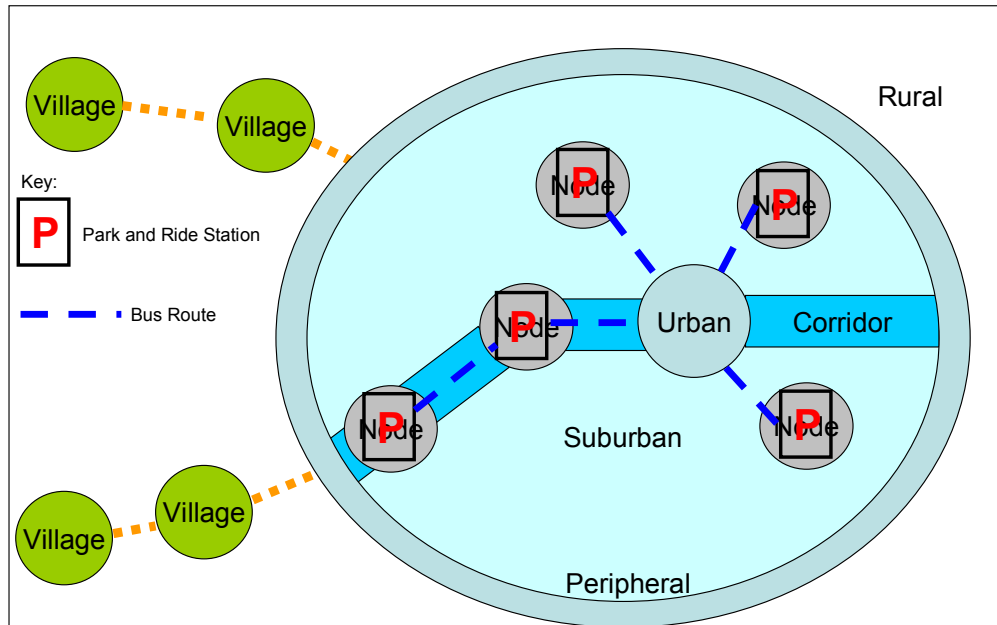 Rural
Village
Village
Key:
P
Park and Ride Station
Bus Route
Node
P
Node
P
Node
P
Urban
Corridor
Node
P
Node
P
Suburban
Village
Village
Peripheral